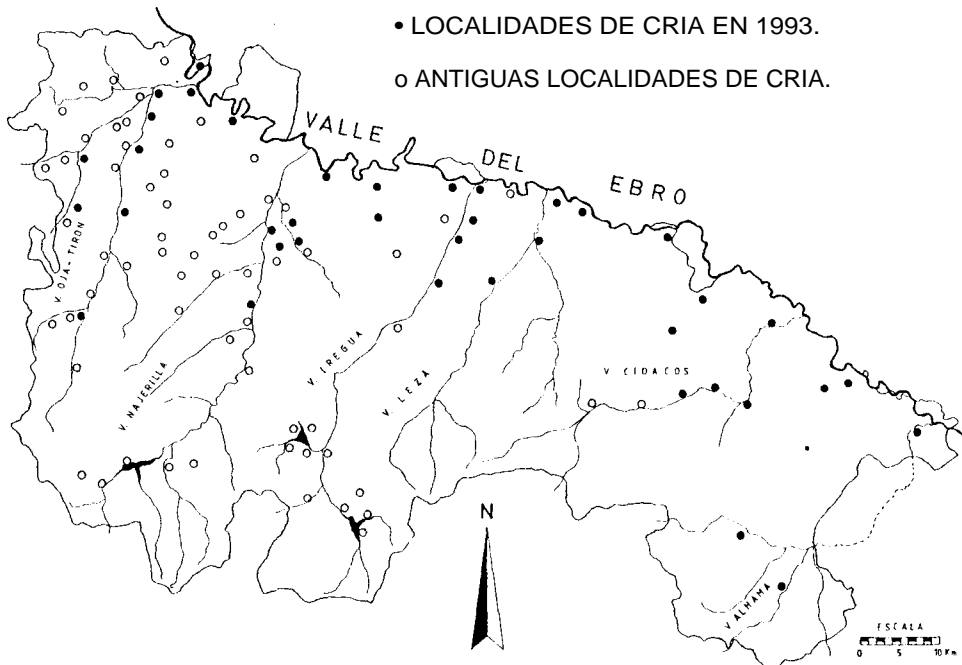 • LOCALIDADES DE CRIA EN 1993.
o ANTIGUAS LOCALIDADES DE CRIA.
VALLE DEL EBRO
V. OJA-TIRON
V. NAJERILLA
V. IREGUA
V. LEZA
V. CIDACOS
N
V. ALHAMA
ESCALA
0 5 10 Km